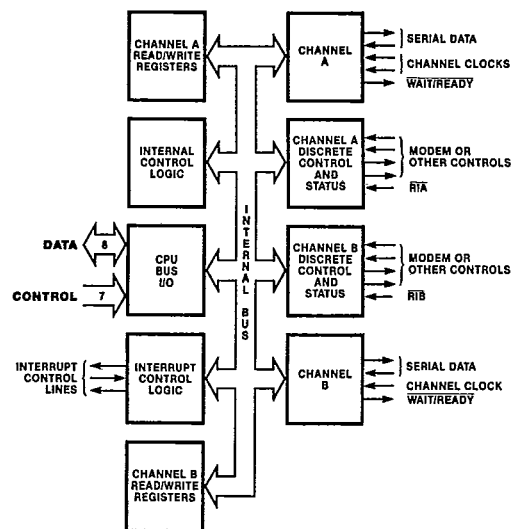 CHANNEL A
READ/WRITE
REGISTERS
CHANNEL
A
SERIAL DATA
CHANNEL CLOCKS
WAIT/READY
INTERNAL
CONTROL
LOGIC
CHANNEL A
DISCRETE
CONTROL
AND
STATUS
MODEM OR
OTHER CONTROLS
RIA
DATA
8
CONTROL
7
CPU
BUS
I/O
INTERNAL BUS
CHANNEL B
DISCRETE
CONTROL
AND
STATUS
MODEM OR
OTHER CONTROLS
RIB
INTERRUPT
CONTROL
LINES
INTERRUPT
CONTROL
LOGIC
CHANNEL
B
SERIAL DATA
CHANNEL CLOCK
WAIT/READY
CHANNEL B
READ/WRITE
REGISTERS